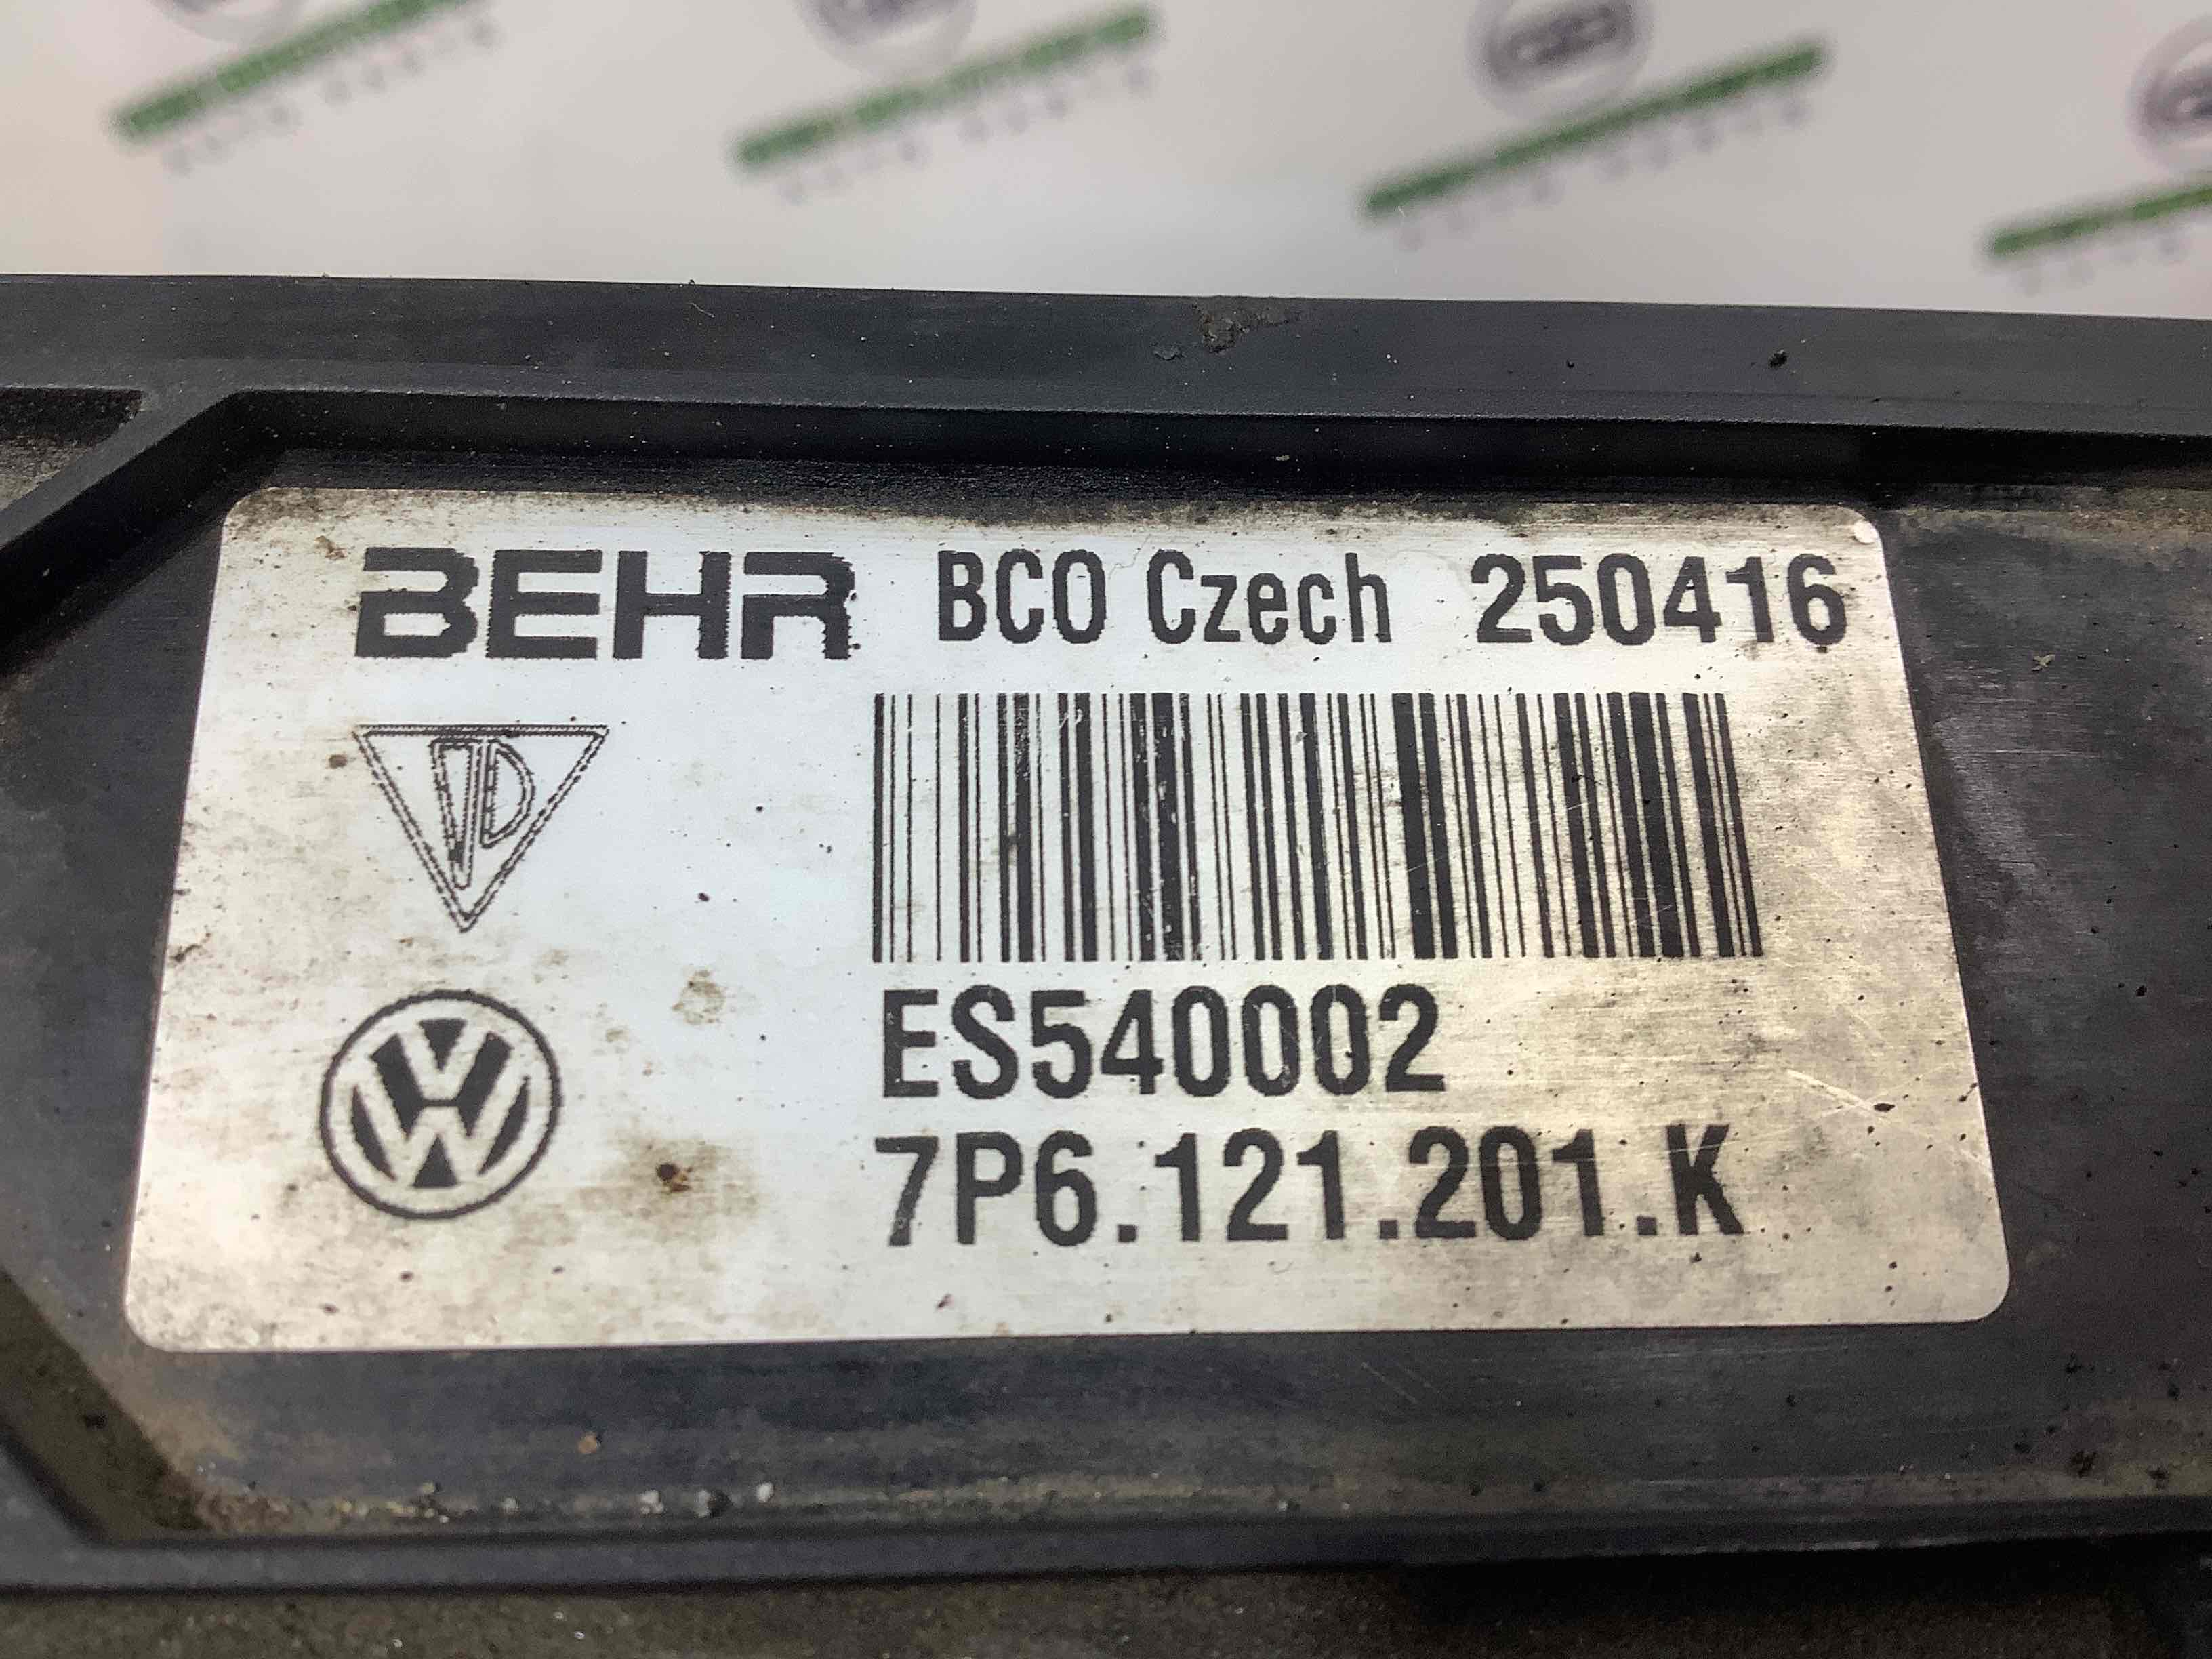 BEHR BCO Czech 250416
ES540002
7P6.121.201.K